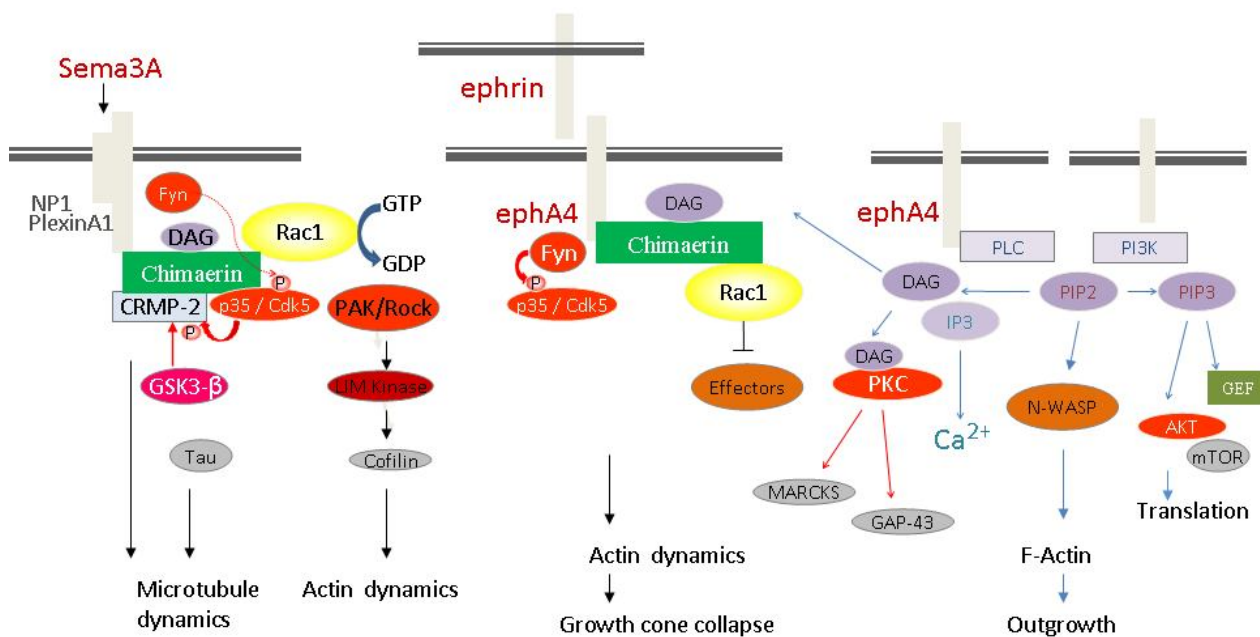 Sema3A
NP1
PlexinA1
Fyn
DAG
Chimaerin
CRMP-2
P
P
p35 / Cdk5
GSK3-β
Tau
Microtubule
dynamics
Rac1
GTP
GDP
PAK/Rock
LIM Kinase
Cofilin
Actin dynamics
ephrin
ephA4
Fyn
P
p35 / Cdk5
DAG
Chimaerin
Rac1
Effectors
Actin dynamics
Growth cone collapse
ephA4
PLC
PI3K
DAG
IP3
PIP2
PIP3
DAG
PKC
MARCKS
GAP-43
Ca2+
N-WASP
F-Actin
Outgrowth
GEF
AKT
mTOR
Translation